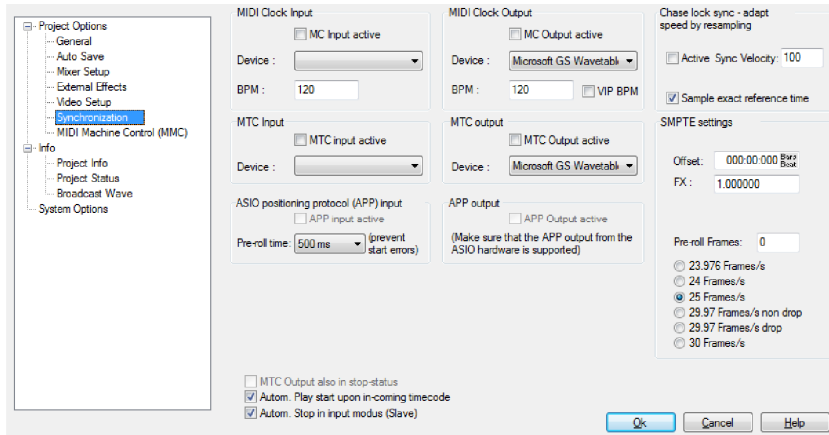 Project Options
General
Auto Save
Mixer Setup
External Effects
Video Setup
Synchronization
MIDI Machine Control (MMC)
Info
Project Info
Project Status
Broadcast Wave
System Options
MIDI Clock Input
MC Input active
Device :
BPM :
120
MIDI Clock Output
MC Output active
Device :
Microsoft GS Wavetabl
BPM :
120
VIP BPM
Chase lock sync - adapt
speed by resampling
Active Sync Velocity:
100
Sample exact reference time
MTC Input
MTC input active
Device :
MTC output
MTC Output active
Device :
Microsoft GS Wavetabl
SMPTE settings
Offset:
000:00:000
Bars
Beat
FX :
1.000000
Pre-roll Frames:
0
23.976 Frames/s
24 Frames/s
25 Frames/s
29.97 Frames/s non drop
29.97 Frames/s drop
30 Frames/s
ASIO positioning protocol (APP) input
APP input active
Pre-roll time:
500 ms
(prevent
start errors)
APP output
APP Output active
(Make sure that the APP output from the
ASIO hardware is supported)
MTC Output also in stop-status
Autom. Play start upon in-coming timecode
Autom. Stop in input modus (Slave)
Ok
Cancel
Help